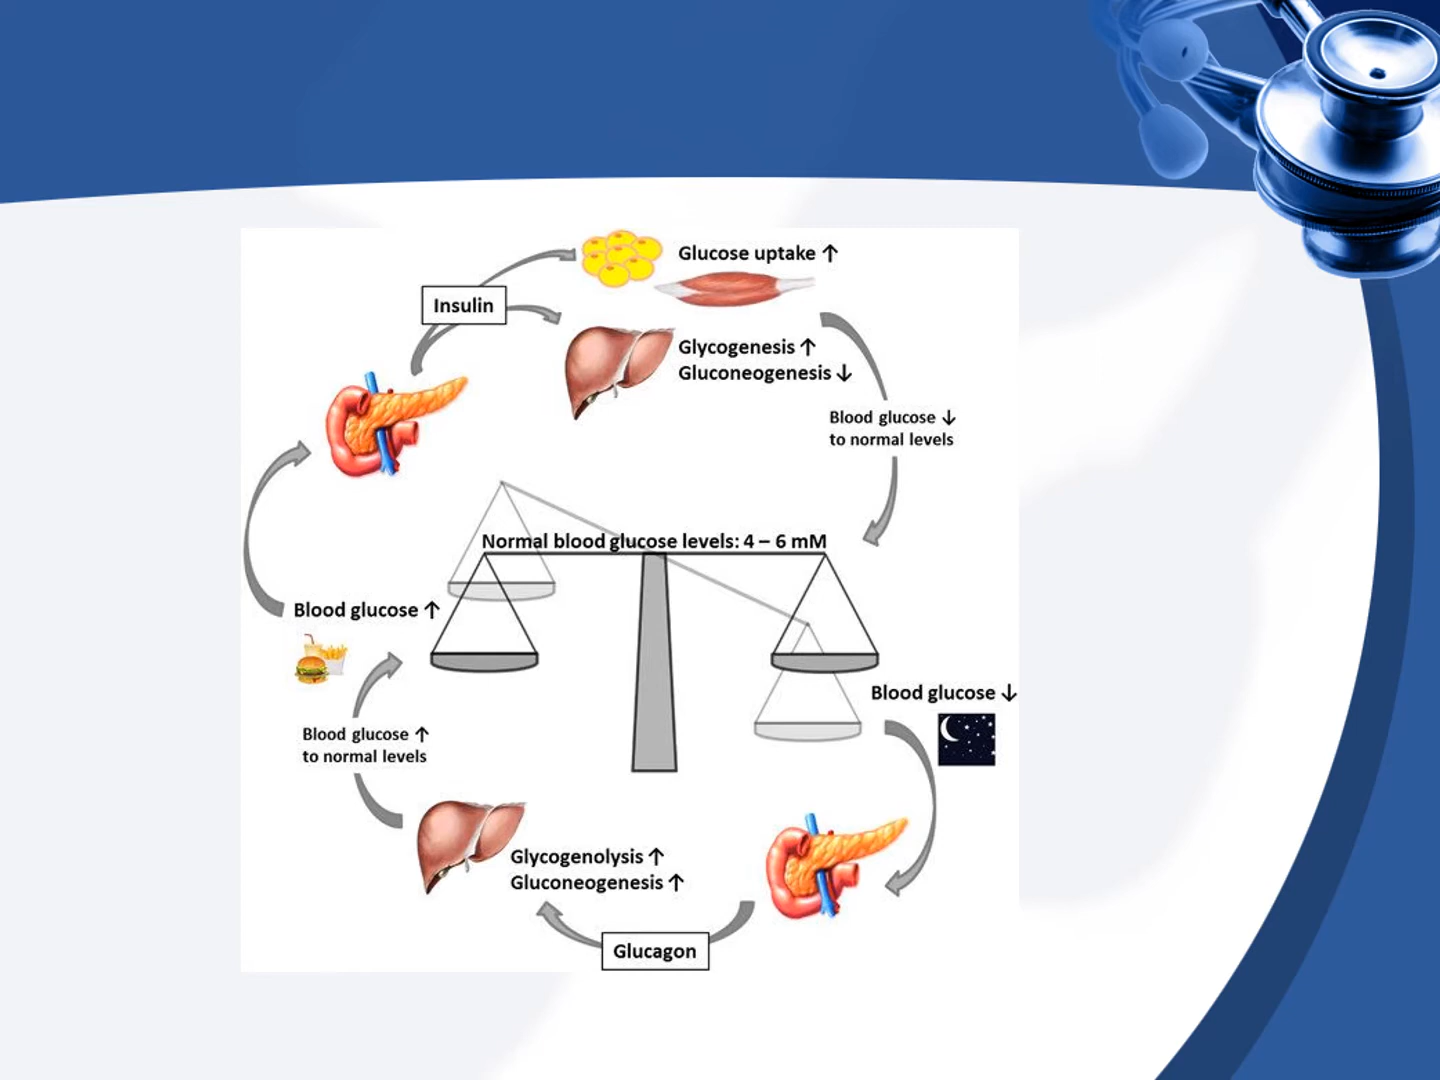 Glucose uptake ↑
Insulin
Glycogenesis ↑
Gluconeogenesis ↓
Blood glucose ↓
to normal levels
Normal blood glucose levels: 4 – 6 mM
Blood glucose ↑
Blood glucose ↓
Blood glucose ↑
to normal levels
Glycogenolysis ↑
Gluconeogenesis ↑
Glucagon